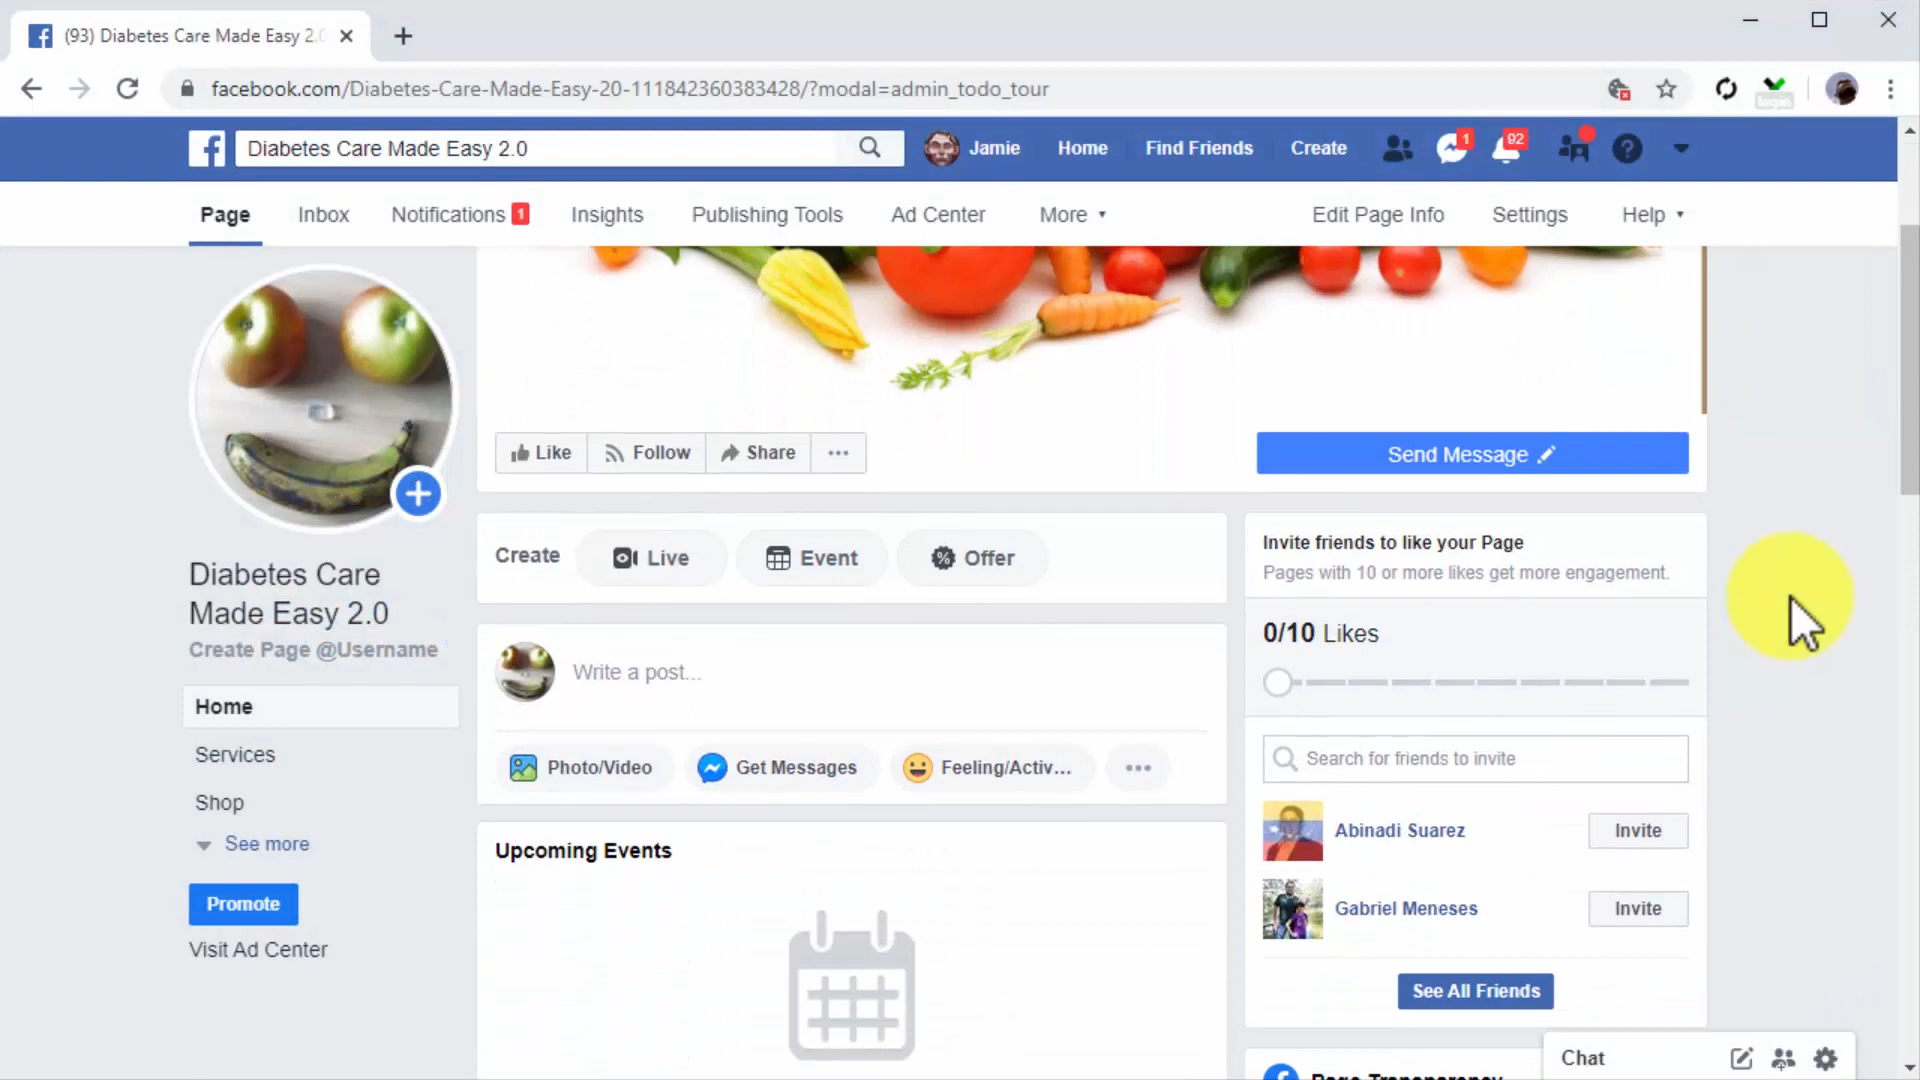 (93) Diabetes Care Made Easy 2.0
facebook.com/Diabetes-Care-Made-Easy-20-111842360383428/?modal=admin_todo_tour
login
Diabetes Care Made Easy 2.0
Jamie
Home
Find Friends
Create
1
92
Page
Inbox
Notifications 1
Insights
Publishing Tools
Ad Center
More
Edit Page Info
Settings
Help
Like
Follow
Share
Send Message
Create
Live
Event
Offer
Invite friends to like your Page
Pages with 10 or more likes get more engagement.
0/10 Likes
Diabetes Care
Made Easy 2.0
Create Page @Username
Write a post...
Home
Services
Shop
See more
Photo/Video
Get Messages
Feeling/Activ...
Search for friends to invite
Abinadi Suarez
Invite
Gabriel Meneses
Invite
Upcoming Events
Promote
Visit Ad Center
See All Friends
Chat
Page Transparency